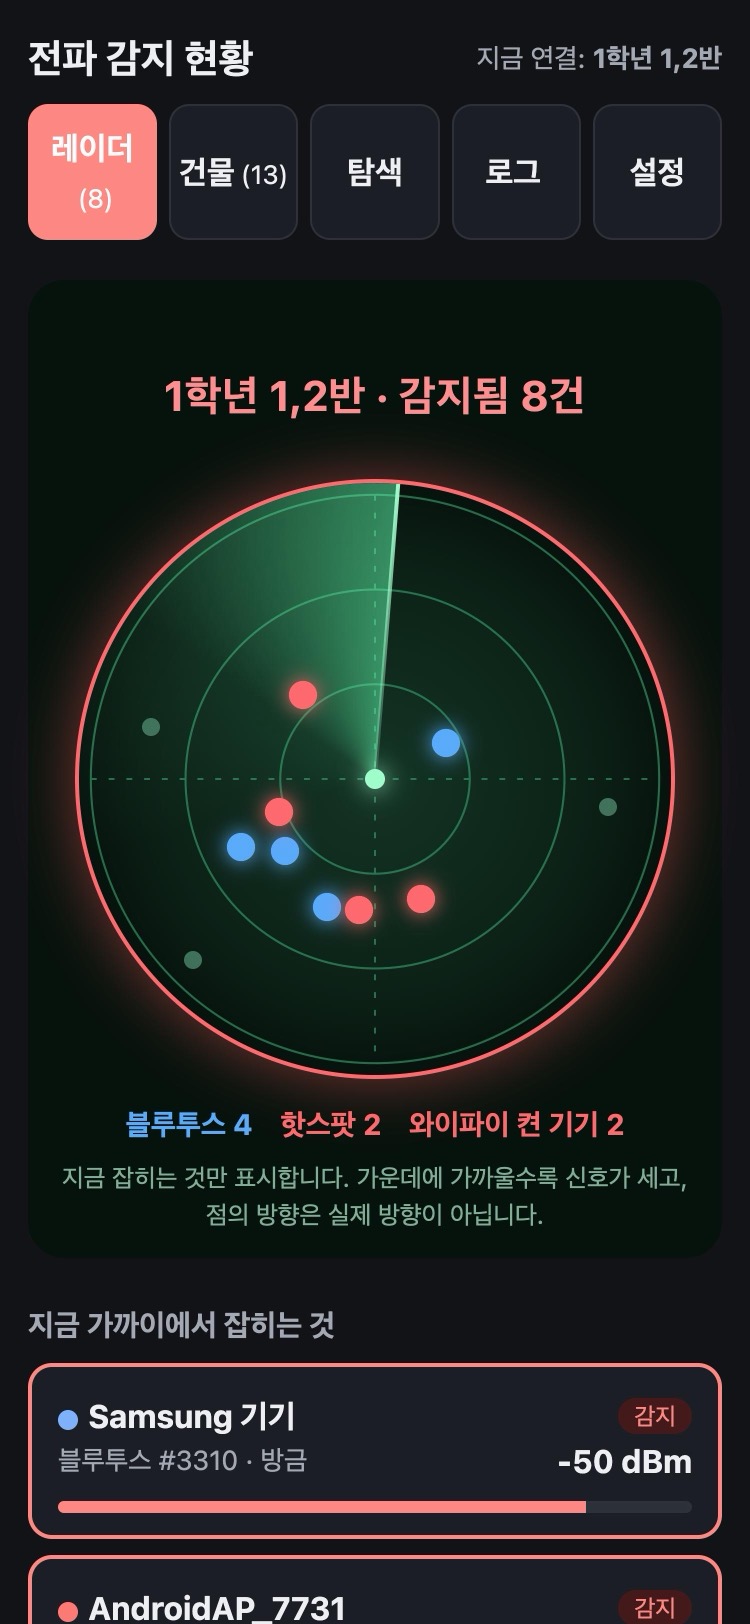 전파 감지 현황
지금 연결: 1학년 1,2반
레이더
(8)
건물 (13)
탐색
로그
설정
1학년 1,2반 · 감지됨 8건
블루투스 4 핫스팟 2 와이파이 켠 기기 2
지금 잡히는 것만 표시합니다. 가운데에 가까울수록 신호가 세고,
점의 방향은 실제 방향이 아닙니다.
지금 가까이에서 잡히는 것
Samsung 기기
감지
블루투스 #3310 · 방금
-50 dBm
AndroidAP_7731
감지